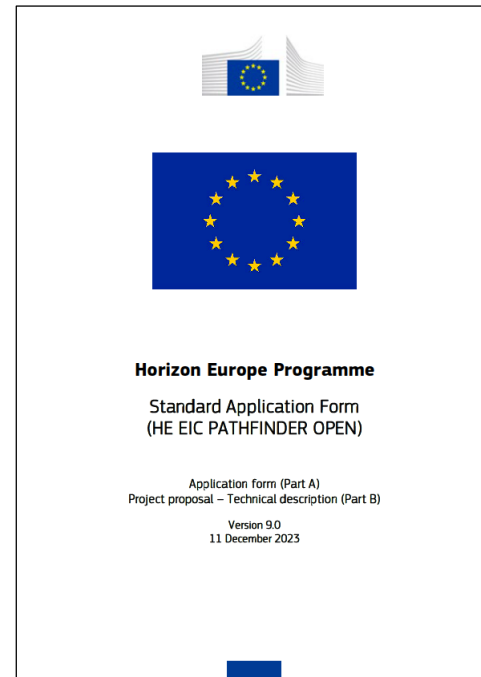 Horizon Europe Programme
Standard Application Form
(HE EIC PATHFINDER OPEN)
Application form (Part A)
Project proposal – Technical description (Part B)
Version 9.0
11 December 2023